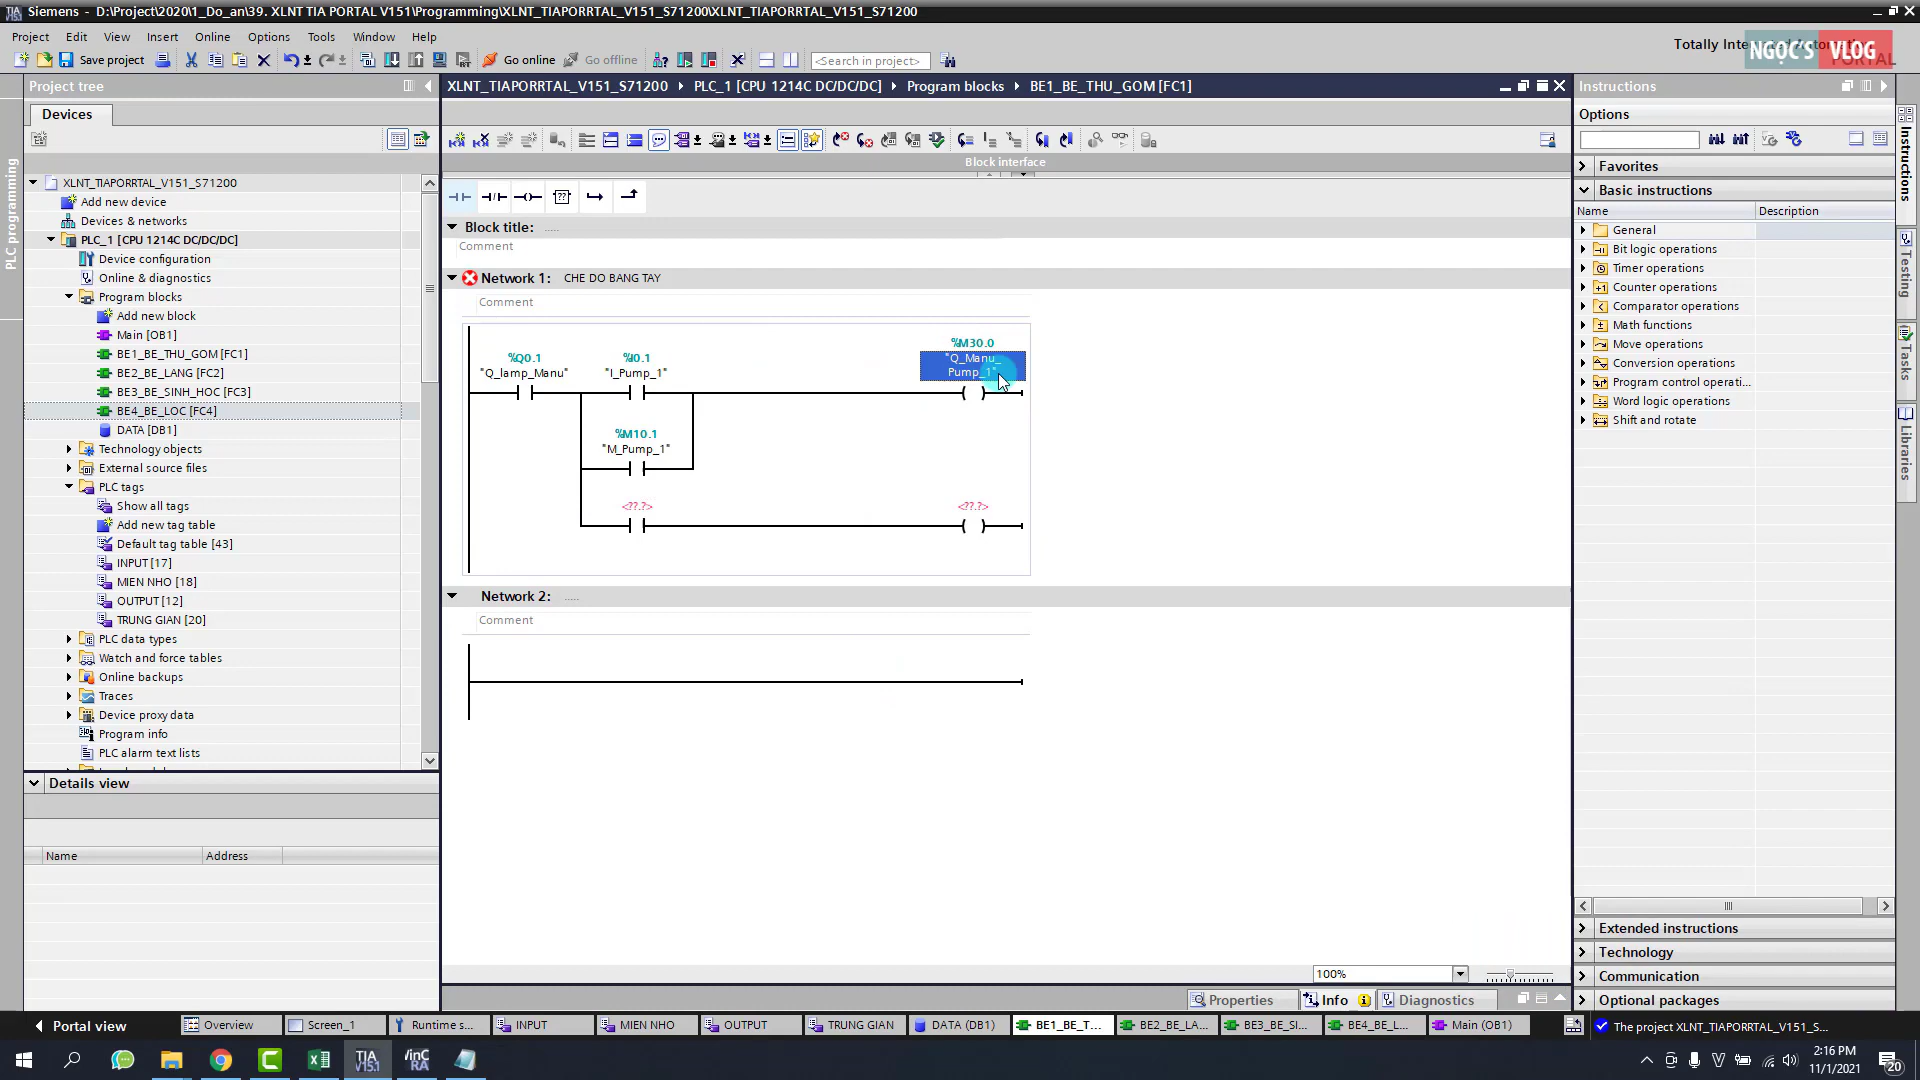 Siemens - D:\Project\2020\1_Do_an\39. XLNT TIA PORTAL V151\Programming\XLNT_TIAPORRTAL_V151_S71200\XLNT_TIAPORRTAL_V151_S71200
Project Edit View Insert Online Options Tools Window Help
Save project
Go online
Go offline
<Search in project>
NGỌC'S VLOG
PORTAL
Project tree
Devices
PLC programming
XLNT_TIAPORRTAL_V151_S71200
Add new device
Devices & networks
PLC_1 [CPU 1214C DC/DC/DC]
Device configuration
Online & diagnostics
Program blocks
Add new block
Main [OB1]
BE1_BE_THU_GOM [FC1]
BE2_BE_LANG [FC2]
BE3_BE_SINH_HOC [FC3]
BE4_BE_LOC [FC4]
DATA [DB1]
Technology objects
External source files
PLC tags
Show all tags
Add new tag table
Default tag table [43]
INPUT [17]
MIEN NHO [18]
OUTPUT [12]
TRUNG GIAN [20]
PLC data types
Watch and force tables
Online backups
Traces
Device proxy data
Program info
PLC alarm text lists
Details view
Name Address
XLNT_TIAPORRTAL_V151_S71200 PLC_1 [CPU 1214C DC/DC/DC] Program blocks BE1_BE_THU_GOM [FC1]
Block interface
Block title: .....
Comment
Network 1: CHE DO BANG TAY
Comment
%Q0.1
"Q_lamp_Manu"
%I0.1
"I_Pump_1"
%M30.0
"Q_Manu_
Pump_1"
%M10.1
"M_Pump_1"
<??.?>
<??.?>
Network 2: .....
Comment
100%
Properties Info Diagnostics
Instructions
Options
Favorites
Basic instructions
Name Description
General
Bit logic operations
Timer operations
Counter operations
Comparator operations
Math functions
Move operations
Conversion operations
Program control operati...
Word logic operations
Shift and rotate
Extended instructions
Technology
Communication
Optional packages
Instructions
Testing
Tasks
Libraries
Portal view
Overview
Screen_1
Runtime s...
INPUT
MIEN NHO
OUTPUT
TRUNG GIAN
DATA (DB1)
BE1_BE_T...
BE2_BE_LA...
BE3_BE_SI...
BE4_BE_L...
Main (OB1)
The project XLNT_TIAPORRTAL_V151_S...
2:16 PM
11/1/2021
20